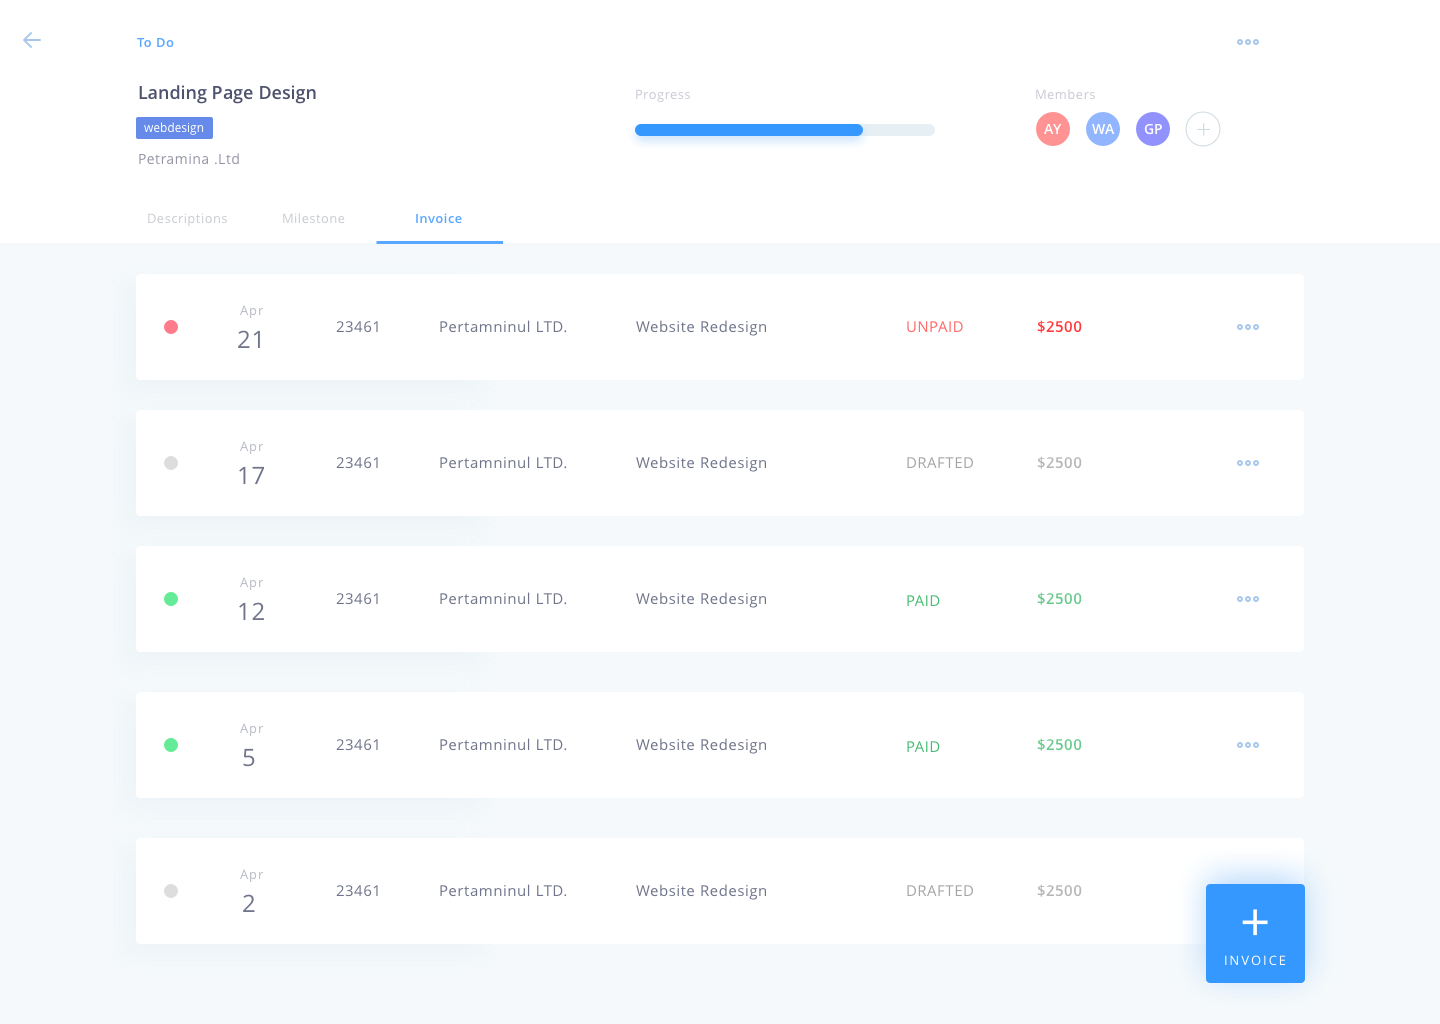 To Do
Landing Page Design
webdesign
Petramina .Ltd
Progress
Members
AY WA GP
Descriptions Milestone Invoice
Apr
21 23461 Pertamninul LTD. Website Redesign UNPAID $2500
Apr
17 23461 Pertamninul LTD. Website Redesign DRAFTED $2500
Apr
12 23461 Pertamninul LTD. Website Redesign PAID $2500
Apr
5 23461 Pertamninul LTD. Website Redesign PAID $2500
Apr
2 23461 Pertamninul LTD. Website Redesign DRAFTED $2500
INVOICE